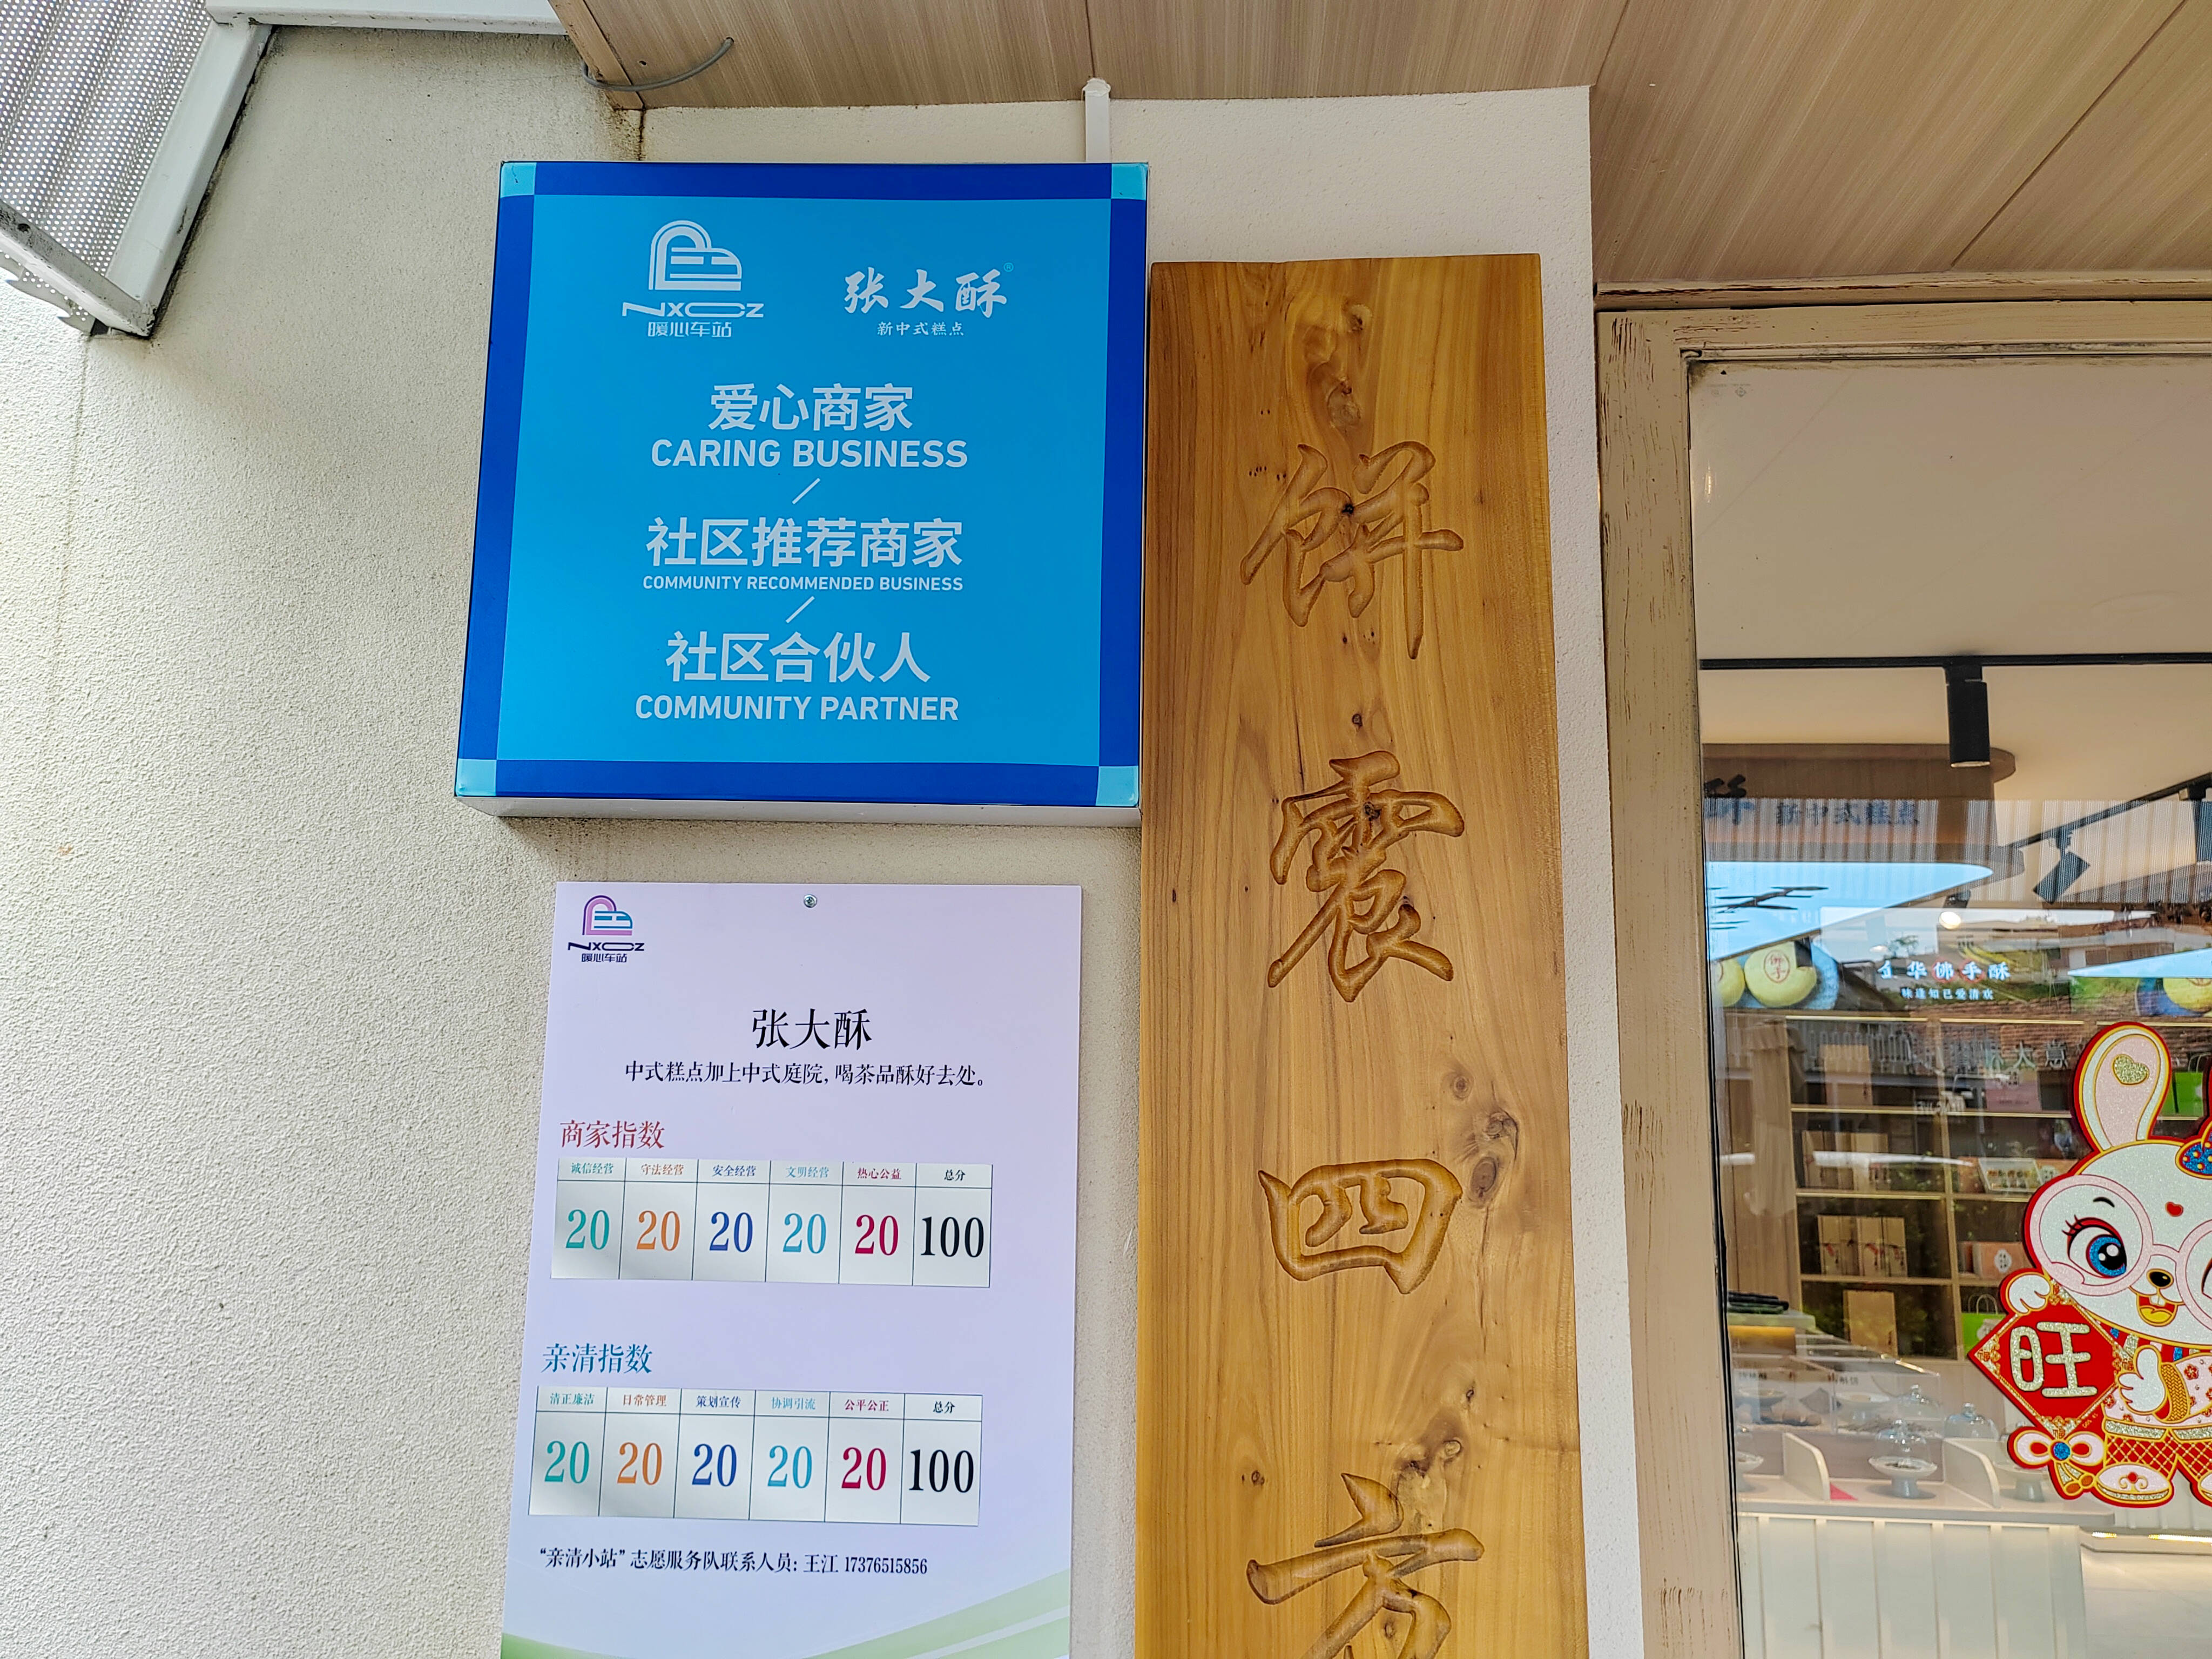 NXCZ
暖心车站
张大酥®
新中式糕点
爱心商家
CARING BUSINESS
社区推荐商家
COMMUNITY RECOMMENDED BUSINESS
社区合伙人
COMMUNITY PARTNER
NXCZ
暖心车站
张大酥
中式糕点加上中式庭院, 喝茶品酥好去处。
商家指数
诚信经营 守法经营 安全经营 文明经营 热心公益 总分
20 20 20 20 20 100
亲清指数
清正廉洁 日常管理 策划宣传 协调引流 公平公正 总分
20 20 20 20 20 100
“亲清小站”志愿服务队联系人员: 王江 17376515856
饼
震
四
方
新中式糕点
金华佛手酥
味逢知己爱清欢
旺